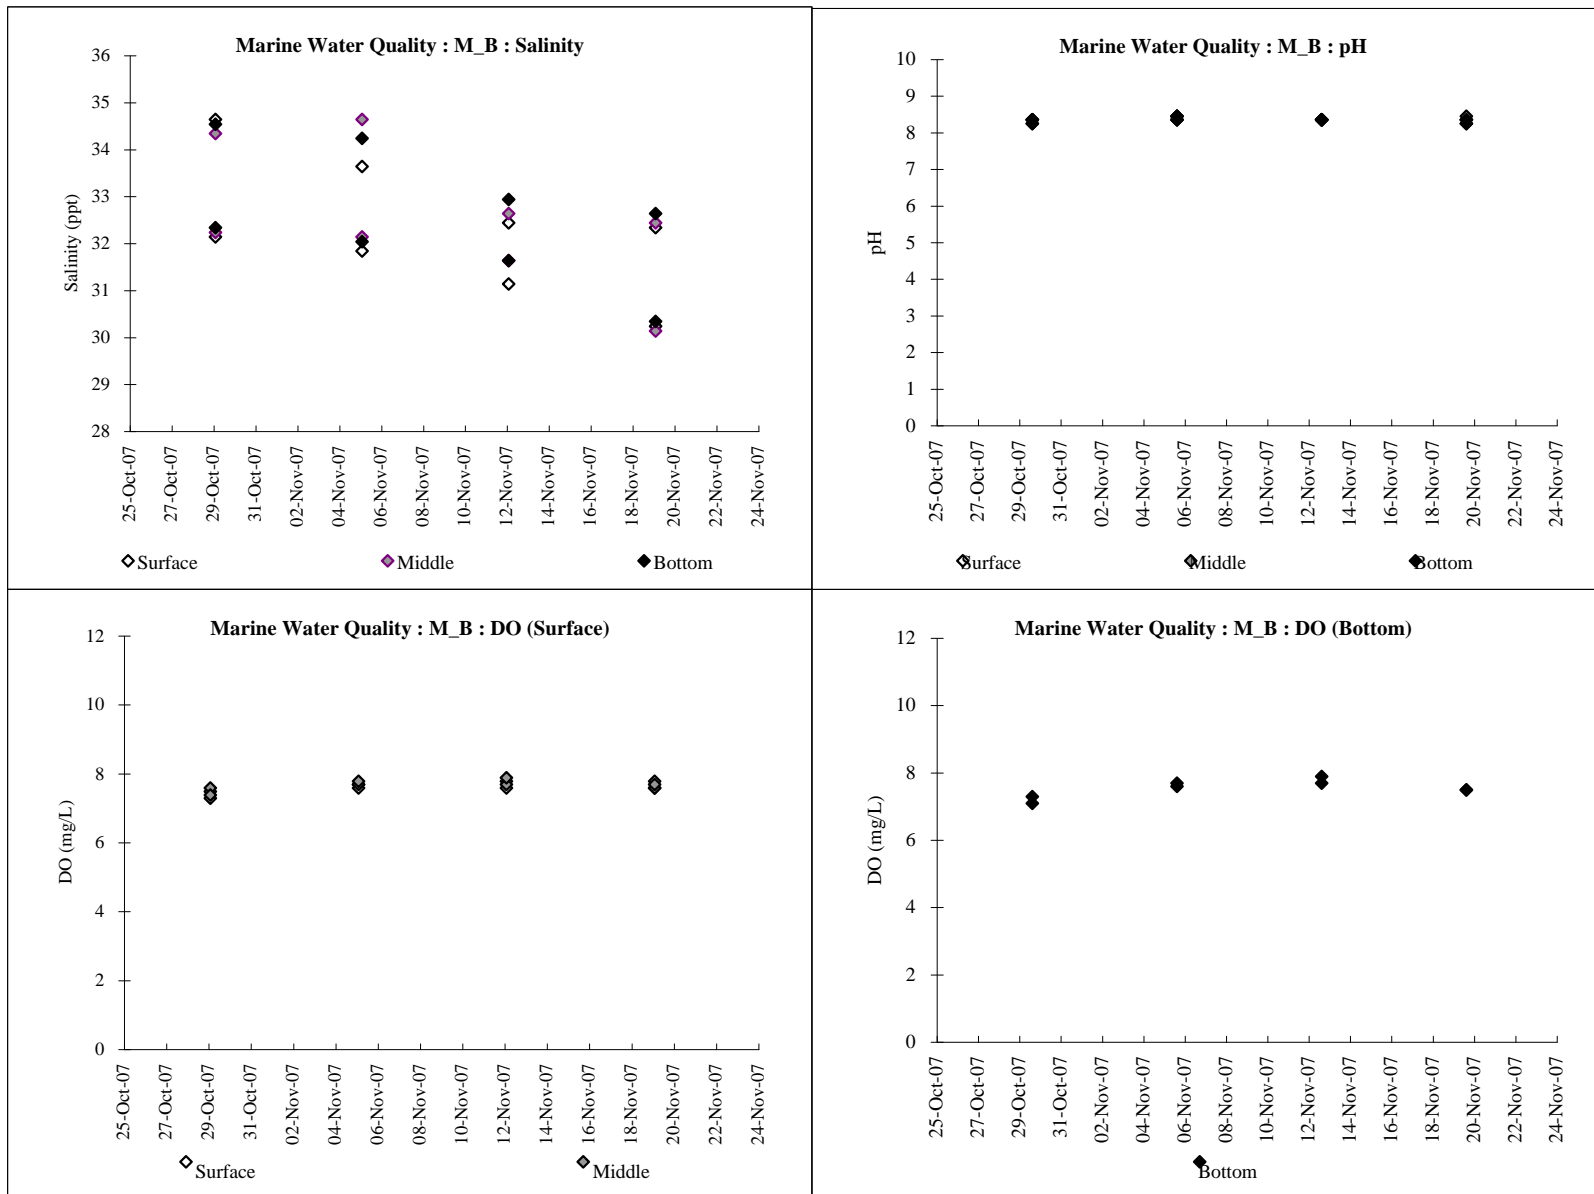 Marine Water Quality : M_B : Salinity
36
35
34
33
32
31
30
29
28
Salinity (ppt)
25-Oct-07
27-Oct-07
29-Oct-07
31-Oct-07
02-Nov-07
04-Nov-07
06-Nov-07
08-Nov-07
10-Nov-07
12-Nov-07
14-Nov-07
16-Nov-07
18-Nov-07
20-Nov-07
22-Nov-07
24-Nov-07
Surface Middle Bottom
Marine Water Quality : M_B : pH
10
9
8
7
6
5
4
3
2
1
0
pH
25-Oct-07
27-Oct-07
29-Oct-07
31-Oct-07
02-Nov-07
04-Nov-07
06-Nov-07
08-Nov-07
10-Nov-07
12-Nov-07
14-Nov-07
16-Nov-07
18-Nov-07
20-Nov-07
22-Nov-07
24-Nov-07
Surface Middle Bottom
Marine Water Quality : M_B : DO (Surface)
12
10
8
6
4
2
0
DO (mg/L)
25-Oct-07
27-Oct-07
29-Oct-07
31-Oct-07
02-Nov-07
04-Nov-07
06-Nov-07
08-Nov-07
10-Nov-07
12-Nov-07
14-Nov-07
16-Nov-07
18-Nov-07
20-Nov-07
22-Nov-07
24-Nov-07
Surface Middle
Marine Water Quality : M_B : DO (Bottom)
12
10
8
6
4
2
0
DO (mg/L)
25-Oct-07
27-Oct-07
29-Oct-07
31-Oct-07
02-Nov-07
04-Nov-07
06-Nov-07
08-Nov-07
10-Nov-07
12-Nov-07
14-Nov-07
16-Nov-07
18-Nov-07
20-Nov-07
22-Nov-07
24-Nov-07
Bottom